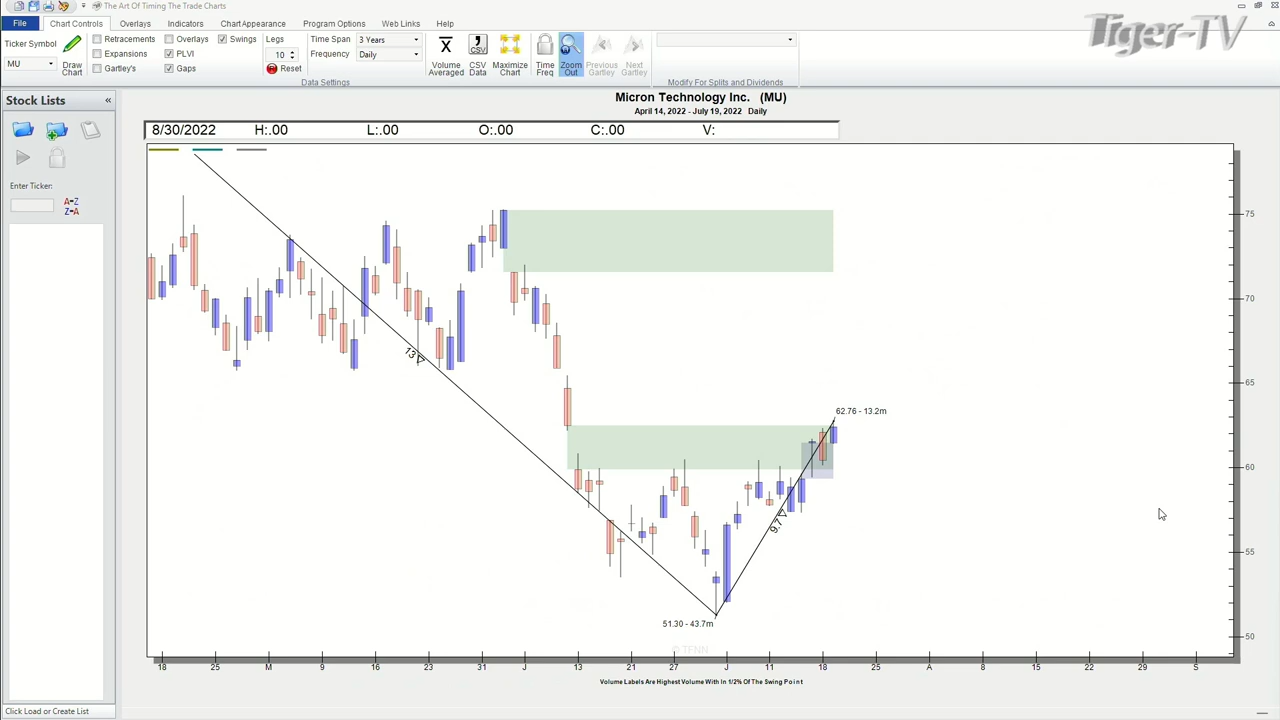 The Art Of Timing The Trade Charts
Tiger-TV
File Chart Controls Overlays Indicators Chart Appearance Program Options Web Links Help
Ticker Symbol
MU
Draw Chart
Retracements Overlays Swings
Expansions PLVI
Gartley's Gaps
Legs
10
Reset
Time Span 3 Years
Frequency Daily
Data Settings
Volume Averaged
CSV
CSV Data
Maximize Chart
Time Freq
Zoom Out
Previous Gartley
Next Gartley
Modify For Splits and Dividends
Stock Lists «
Enter Ticker:
A-Z
Z-A
Click Load or Create List
Micron Technology Inc. (MU)
April 14, 2022 - July 19, 2022 Daily
8/30/2022 H:.00 L:.00 O:.00 C:.00 V:
75
70
65
60
55
50
13
9.7
62.76 - 13.2m
51.30 - 43.7m
© TFNN
18 25 M 9 16 23 31 J 13 21 27 J 11 18 25 A 8 15 22 29 S
Volume Labels Are Highest Volume With In 1/2% Of The Swing Point